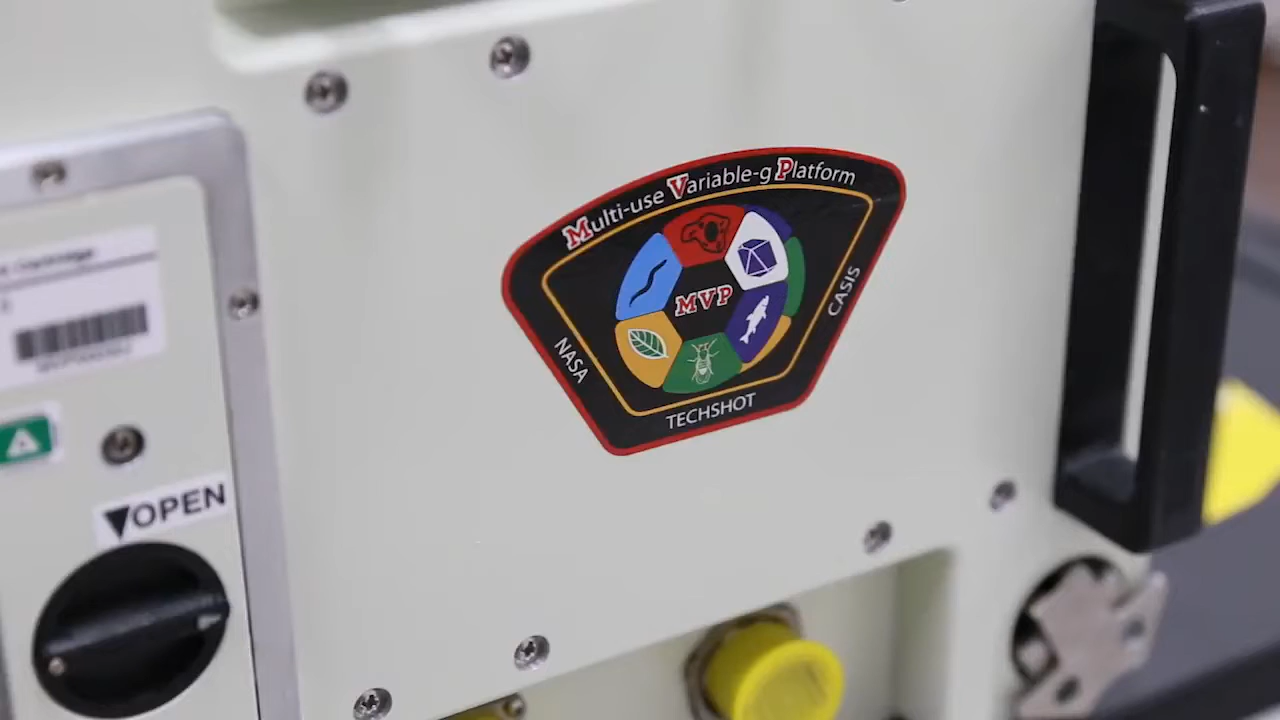 Multi-use Variable-g Platform
MVP
NASA
CASIS
TECHSHOT
OPEN